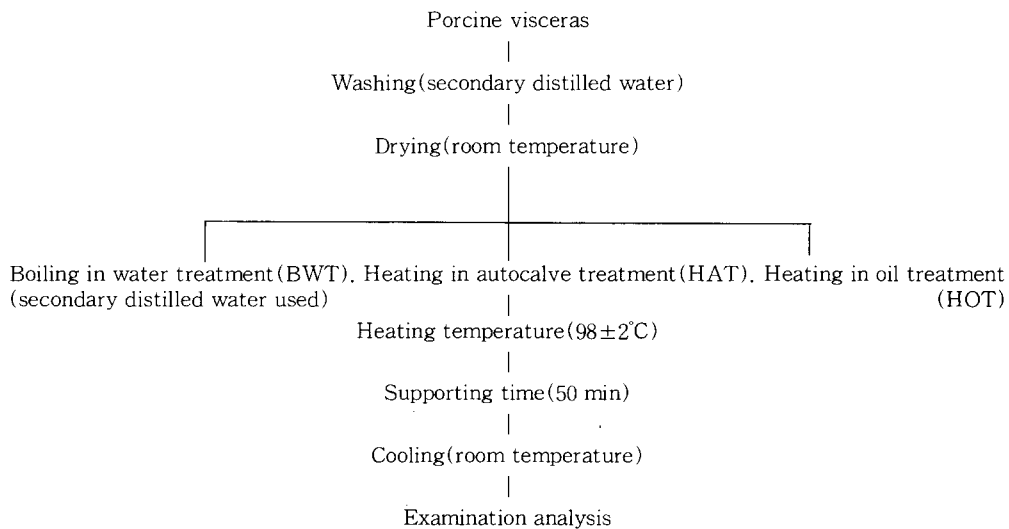 Porcine visceras
Washing(secondary distilled water)
Drying(room temperature)
Boiling in water treatment(BWT). Heating in autocalve treatment(HAT). Heating in oil treatment
(secondary distilled water used) (HOT)
Heating temperature(98±2℃)
Supporting time(50 min)
Cooling(room temperature)
Examination analysis